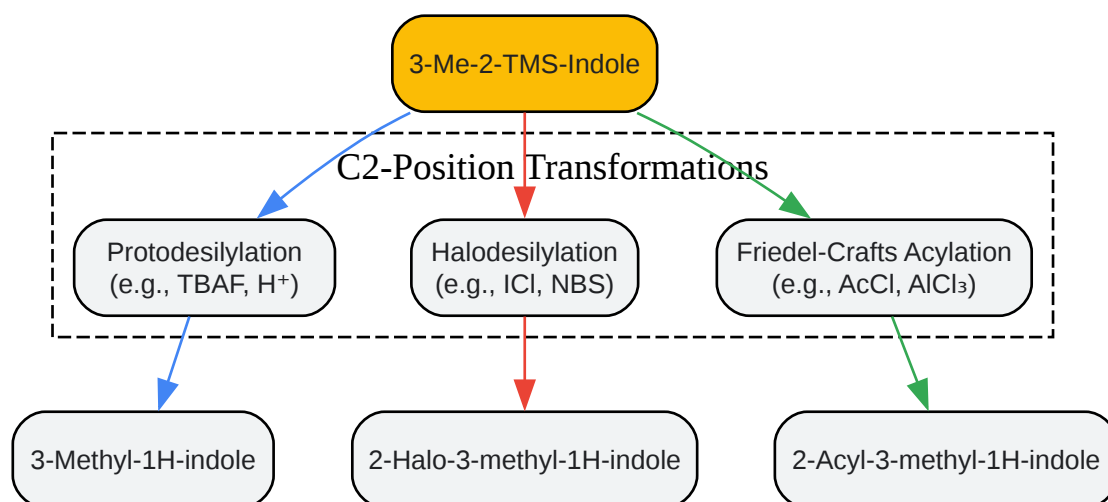 3-Me-2-TMS-Indole
C2-Position Transformations
Protodesilylation
(e.g., TBAF, H⁺)
Halodesilylation
(e.g., ICl, NBS)
Friedel-Crafts Acylation
(e.g., AcCl, AlCl₃)
3-Methyl-1H-indole
2-Halo-3-methyl-1H-indole
2-Acyl-3-methyl-1H-indole